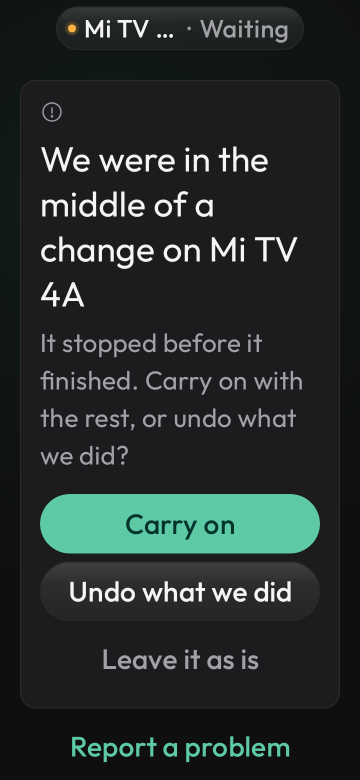 Mi TV ... · Waiting
We were in the
middle of a
change on Mi TV
4A
It stopped before it
finished. Carry on with
the rest, or undo what
we did?
Carry on
Undo what we did
Leave it as is
Report a problem